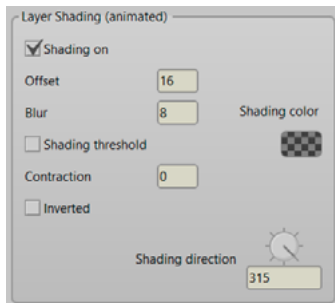 Layer Shading (animated)
Shading on
Offset 16
Blur 8 Shading color
Shading threshold
Contraction 0
Inverted
Shading direction 315